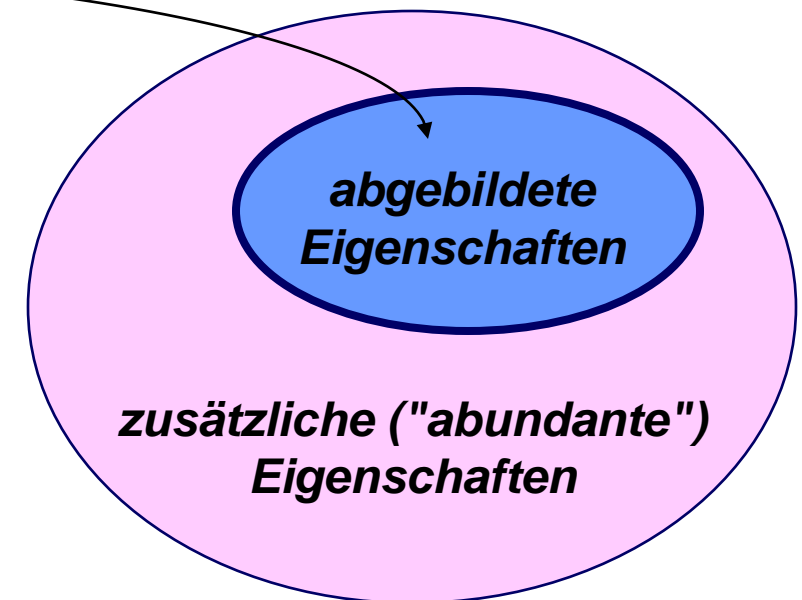 abgebildete
Eigenschaften
zusätzliche ("abundante")
Eigenschaften